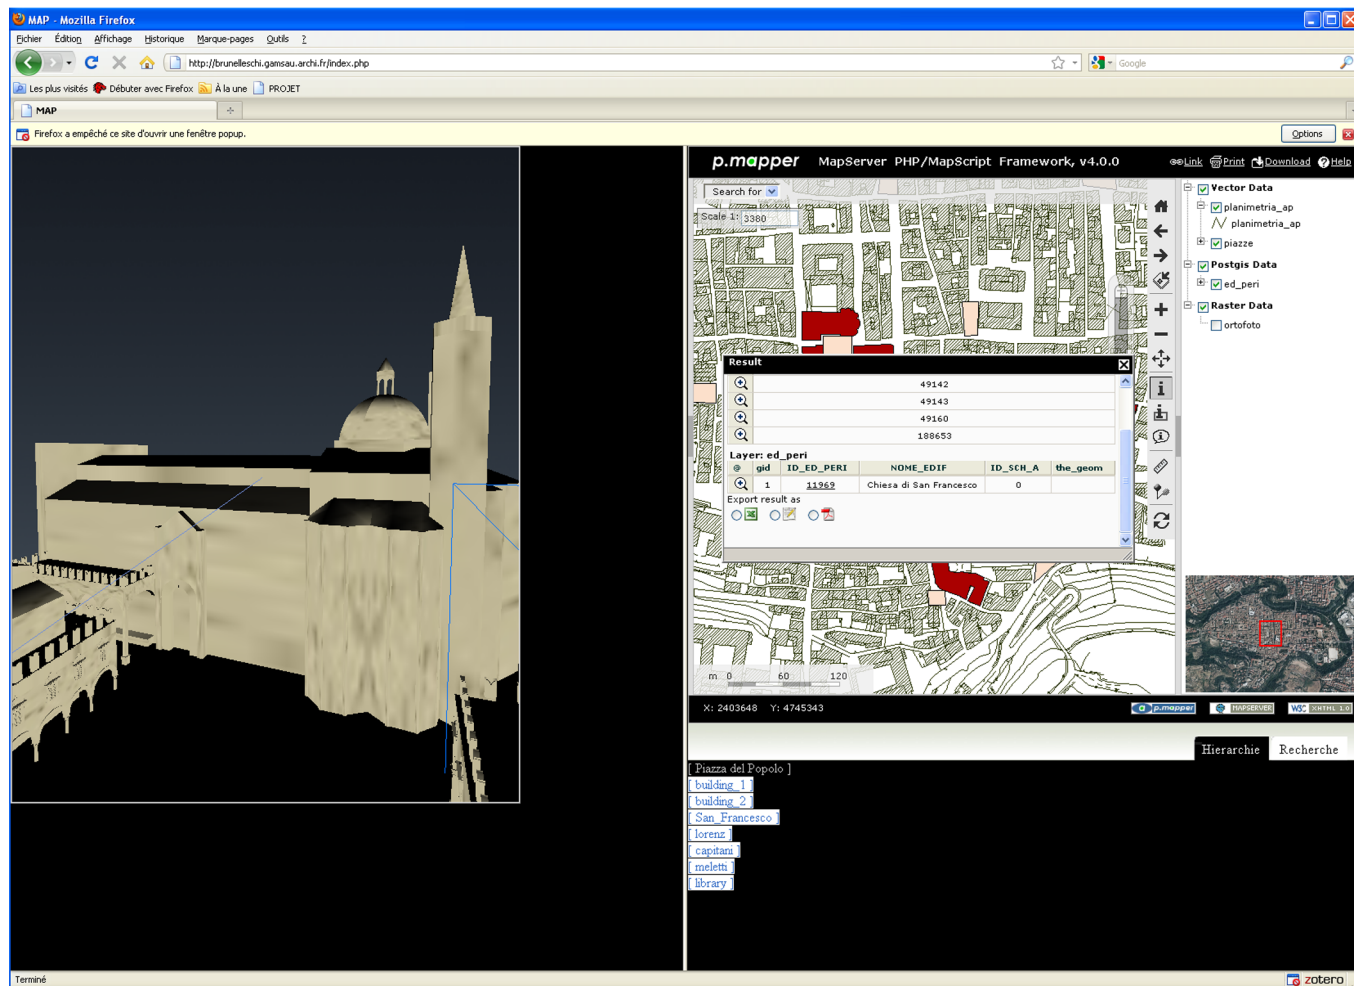 MAP - Mozilla Firefox
Fichier Édition Affichage Historique Marque-pages Outils ?
http://brunelleschi.gamsau.archi.fr/index.php
Google
Les plus visités Débuter avec Firefox À la une PROJET
MAP
Firefox a empêché ce site d'ouvrir une fenêtre popup.
Options
p.mapper MapServer PHP/MapScript Framework, v4.0.0
Link Print Download Help
Search for
Scale 1: 3380
Vector Data
planimetria_ap
planimetria_ap
piazze
Postgis Data
ed_peri
Raster Data
ortofoto
Result
49142
49143
49160
188653
Layer: ed_peri
@ gid ID_ED_PERI NOME_EDIF ID_SCH_A the_geom
1 11969 Chiesa di San Francesco 0
Export result as
m 0 60 120
X: 2403648 Y: 4745343
p.mapper MAPSERVER W3C XHTML 1.0
Hierarchie Recherche
[ Piazza del Popolo ]
[ building_1 ]
[ building_2 ]
[ San_Francesco ]
[ lorenz ]
[ capitani ]
[ meletti ]
[ library ]
Terminé
zotero